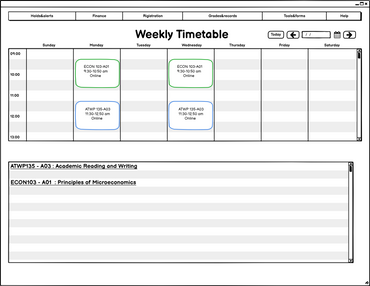 Holds&alerts Finance Rigistration Grades&records Tools&forms Help
Weekly Timetable
Today / /
Sunday Monday Tuesday Wednesday Thursday Friday Saturday
09:00
10:00
11:00
12:00
13:00
ECON 103-A01
9:30-10:50 am
Online
ECON 103-A01
9:30-10:50 am
Online
ATWP 135-A03
11:30-12:50 am
Online
ATWP 135-A03
11:30-12:50 am
Online
ATWP135 - A03 : Academic Reading and Writing
ECON103 - A01 : Principles of Microeconomics